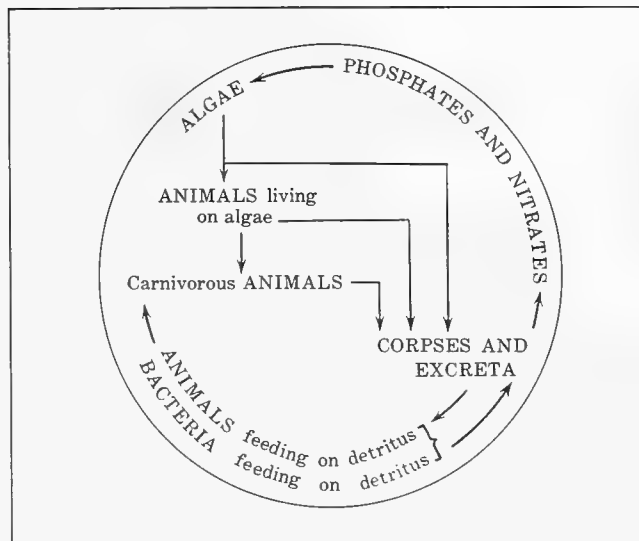 PHOSPHATES AND NITRATES
ALGAE
ANIMALS living
on algae
Carnivorous ANIMALS
CORPSES AND
EXCRETA
ANIMALS feeding on detritus
BACTERIA feeding on detritus